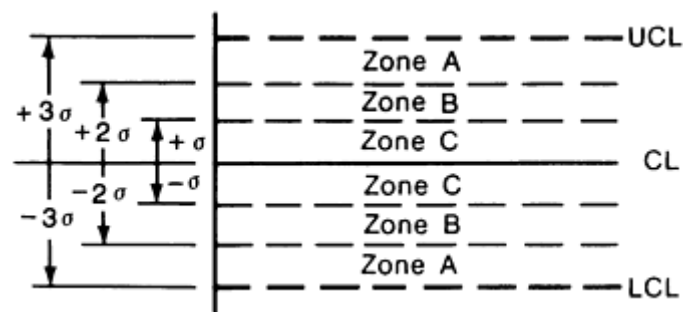 UCL
Zone A
+3σ
Zone B
+2σ
+σ
Zone C
CL
-σ
Zone C
-2σ
-3σ
Zone B
Zone A
LCL